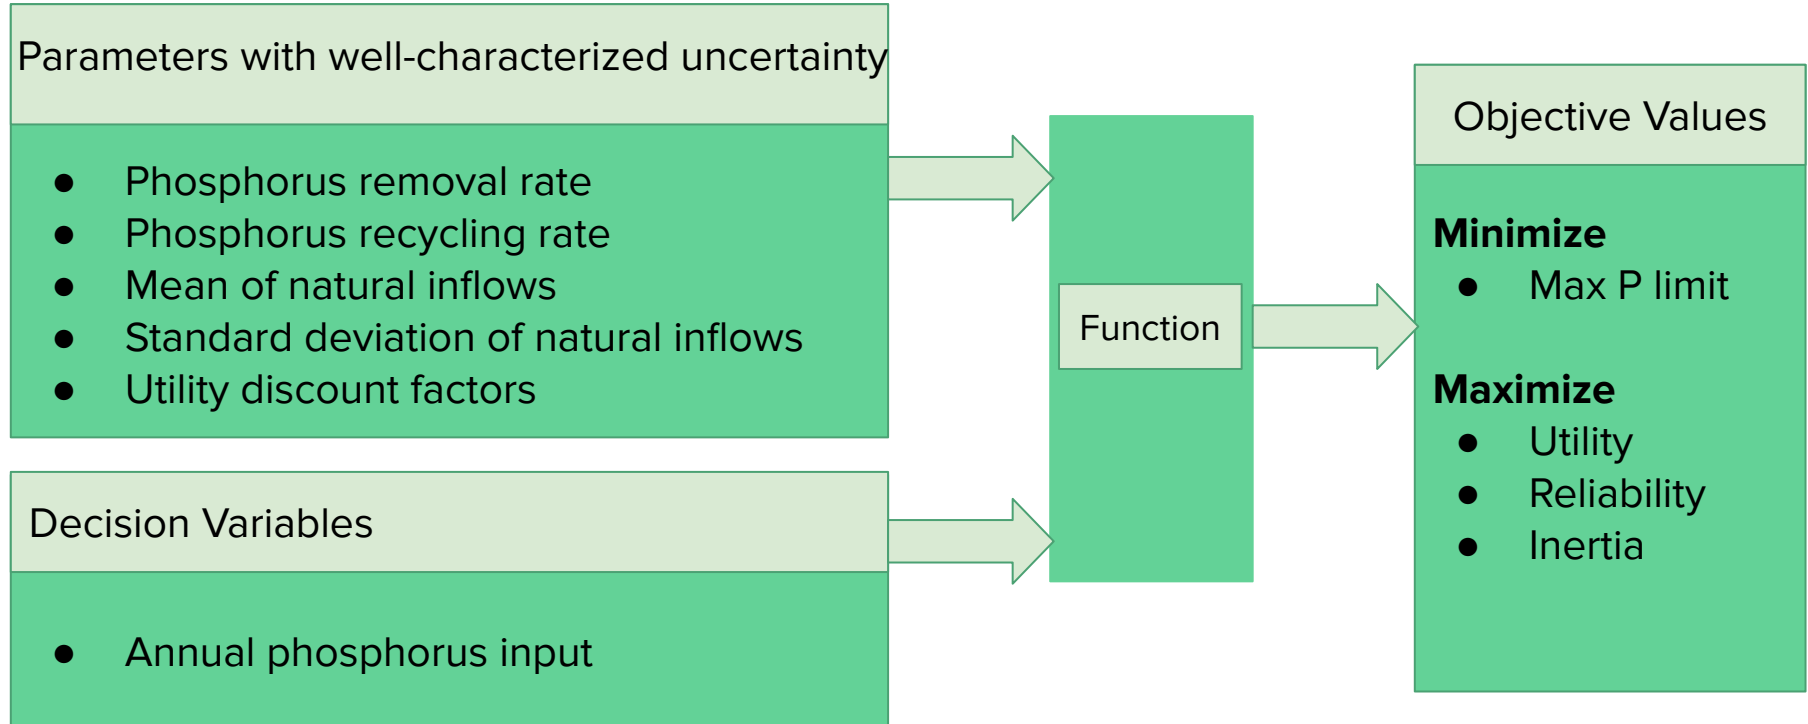 Parameters with well-characterized uncertainty
● Phosphorus removal rate
● Phosphorus recycling rate
● Mean of natural inflows
● Standard deviation of natural inflows
● Utility discount factors
Decision Variables
● Annual phosphorus input
Function
Objective Values
Minimize
● Max P limit
Maximize
● Utility
● Reliability
● Inertia